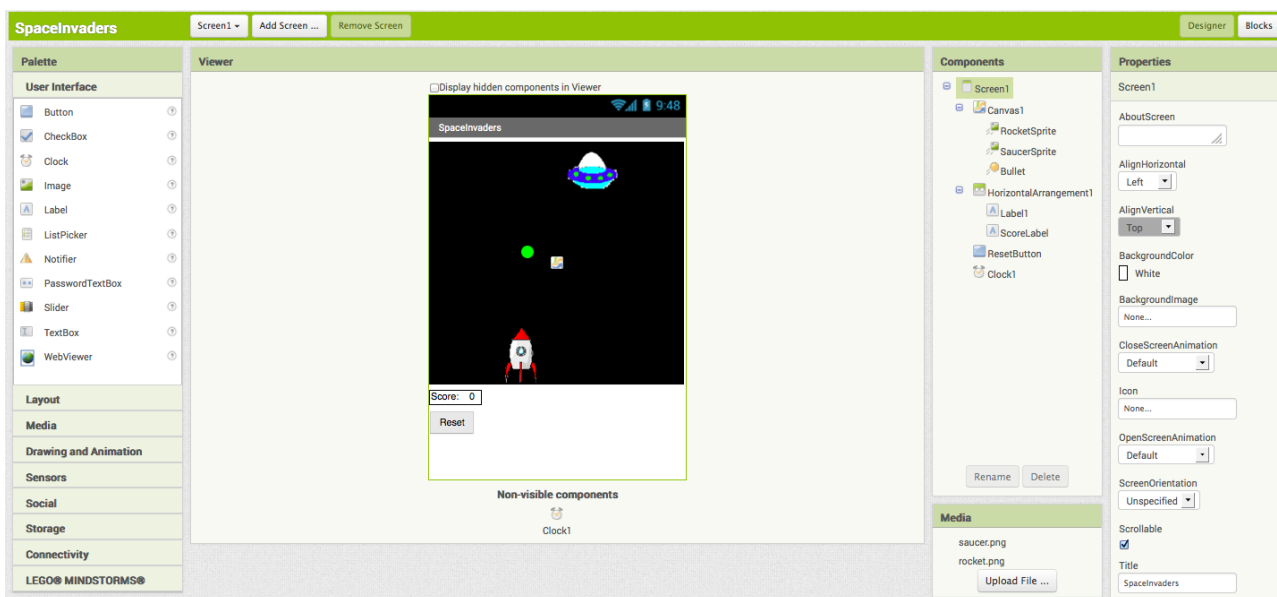 SpaceInvaders
Screen1
Add Screen ...
Remove Screen
Designer
Blocks
Palette
User Interface
Button
CheckBox
Clock
Image
Label
ListPicker
Notifier
PasswordTextBox
Slider
TextBox
WebViewer
Layout
Media
Drawing and Animation
Sensors
Social
Storage
Connectivity
LEGO® MINDSTORMS®
Viewer
Display hidden components in Viewer
9:48
SpaceInvaders
Score: 0
Reset
Non-visible components
Clock1
Components
Screen1
Canvas1
RocketSprite
SaucerSprite
Bullet
HorizontalArrangement1
Label1
ScoreLabel
ResetButton
Clock1
Rename
Delete
Media
saucer.png
rocket.png
Upload File ...
Properties
Screen1
AboutScreen
AlignHorizontal
Left
AlignVertical
Top
BackgroundColor
White
BackgroundImage
None...
CloseScreenAnimation
Default
Icon
None...
OpenScreenAnimation
Default
ScreenOrientation
Unspecified
Scrollable
Title
SpaceInvaders